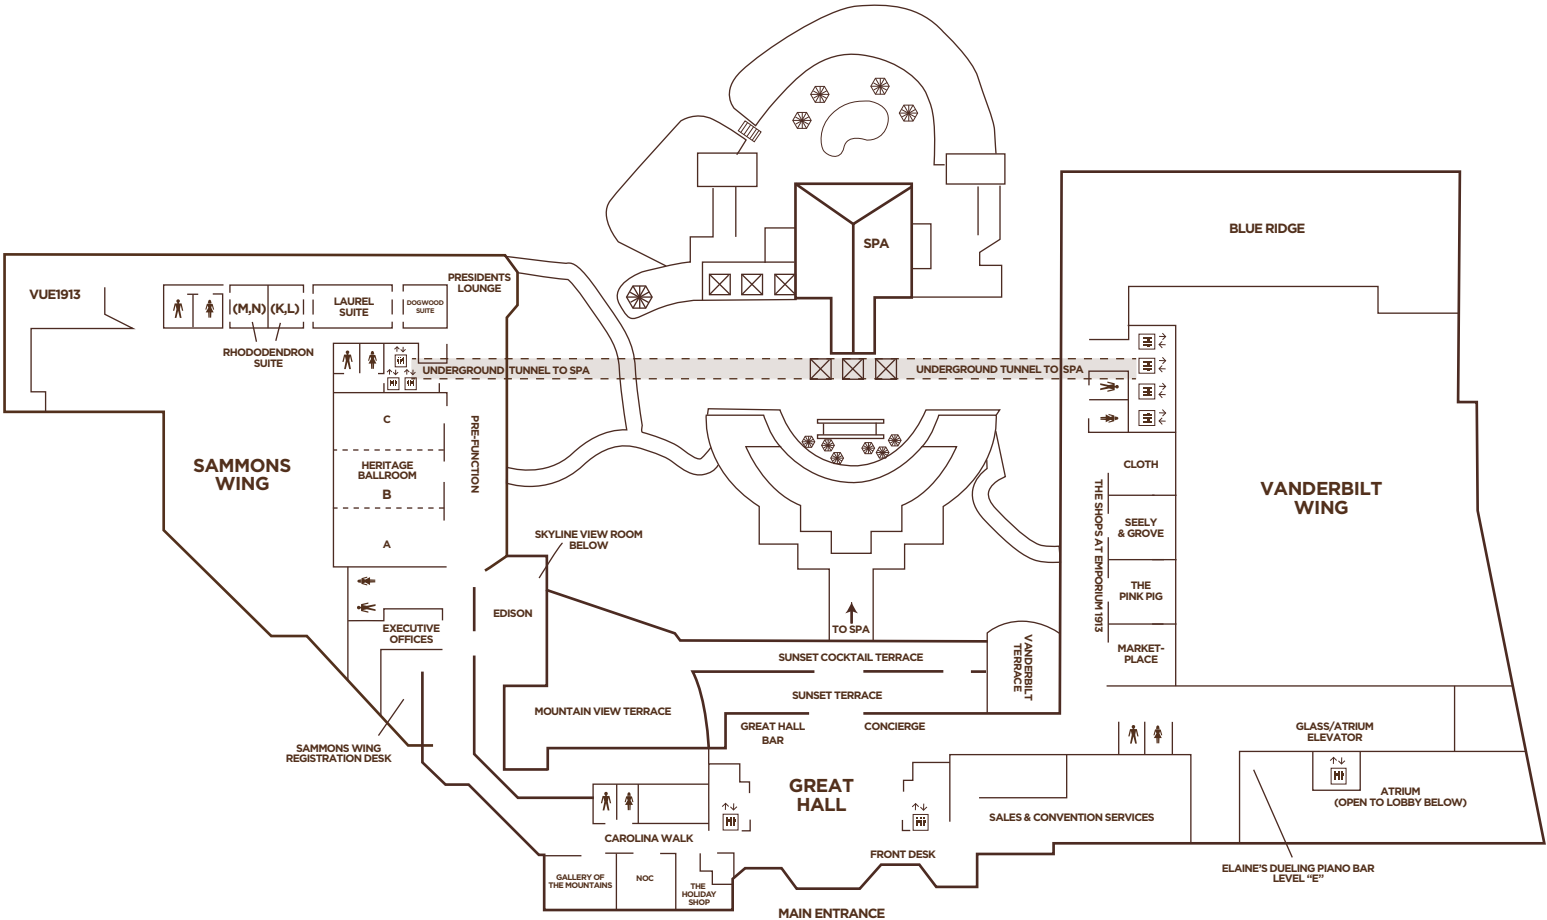 BLUE RIDGE
SPA
PRESIDENTS
LOUNGE
VUE1913
(M,N)
(K,L)
LAUREL
SUITE
DOGWOOD
SUITE
RHODODENDRON
SUITE
UNDERGROUND TUNNEL TO SPA
UNDERGROUND TUNNEL TO SPA
C
PRE-FUNCTION
SAMMONS
WING
HERITAGE
BALLROOM
B
A
CLOTH
THE SHOPS AT EMPORIUM 1913
SEELY
& GROVE
THE
PINK PIG
MARKET-
PLACE
VANDERBILT
WING
SKYLINE VIEW ROOM
BELOW
EDISON
EXECUTIVE
OFFICES
TO SPA
SUNSET COCKTAIL TERRACE
VANDERBILT
TERRACE
SUNSET TERRACE
MOUNTAIN VIEW TERRACE
GREAT HALL
BAR
CONCIERGE
SAMMONS WING
REGISTRATION DESK
GLASS/ATRIUM
ELEVATOR
GREAT
HALL
ATRIUM
(OPEN TO LOBBY BELOW)
SALES & CONVENTION SERVICES
CAROLINA WALK
FRONT DESK
ELAINE'S DUELING PIANO BAR
LEVEL "E"
GALLERY OF
THE MOUNTAINS
NOC
THE
HOLIDAY
SHOP
MAIN ENTRANCE